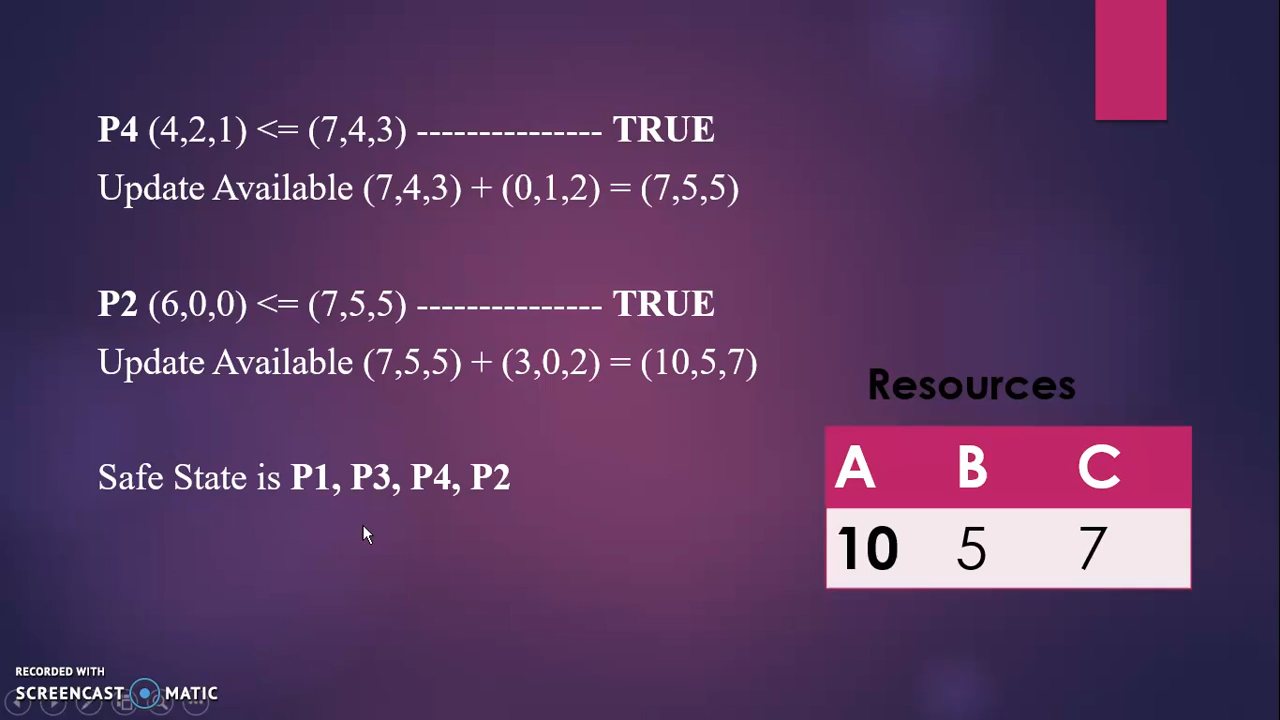 P4 (4,2,1) <= (7,4,3) --------------- TRUE
Update Available (7,4,3) + (0,1,2) = (7,5,5)
P2 (6,0,0) <= (7,5,5) --------------- TRUE
Update Available (7,5,5) + (3,0,2) = (10,5,7)
Safe State is P1, P3, P4, P2
Resources
A B C
10 5 7
RECORDED WITH
SCREENCAST MATIC